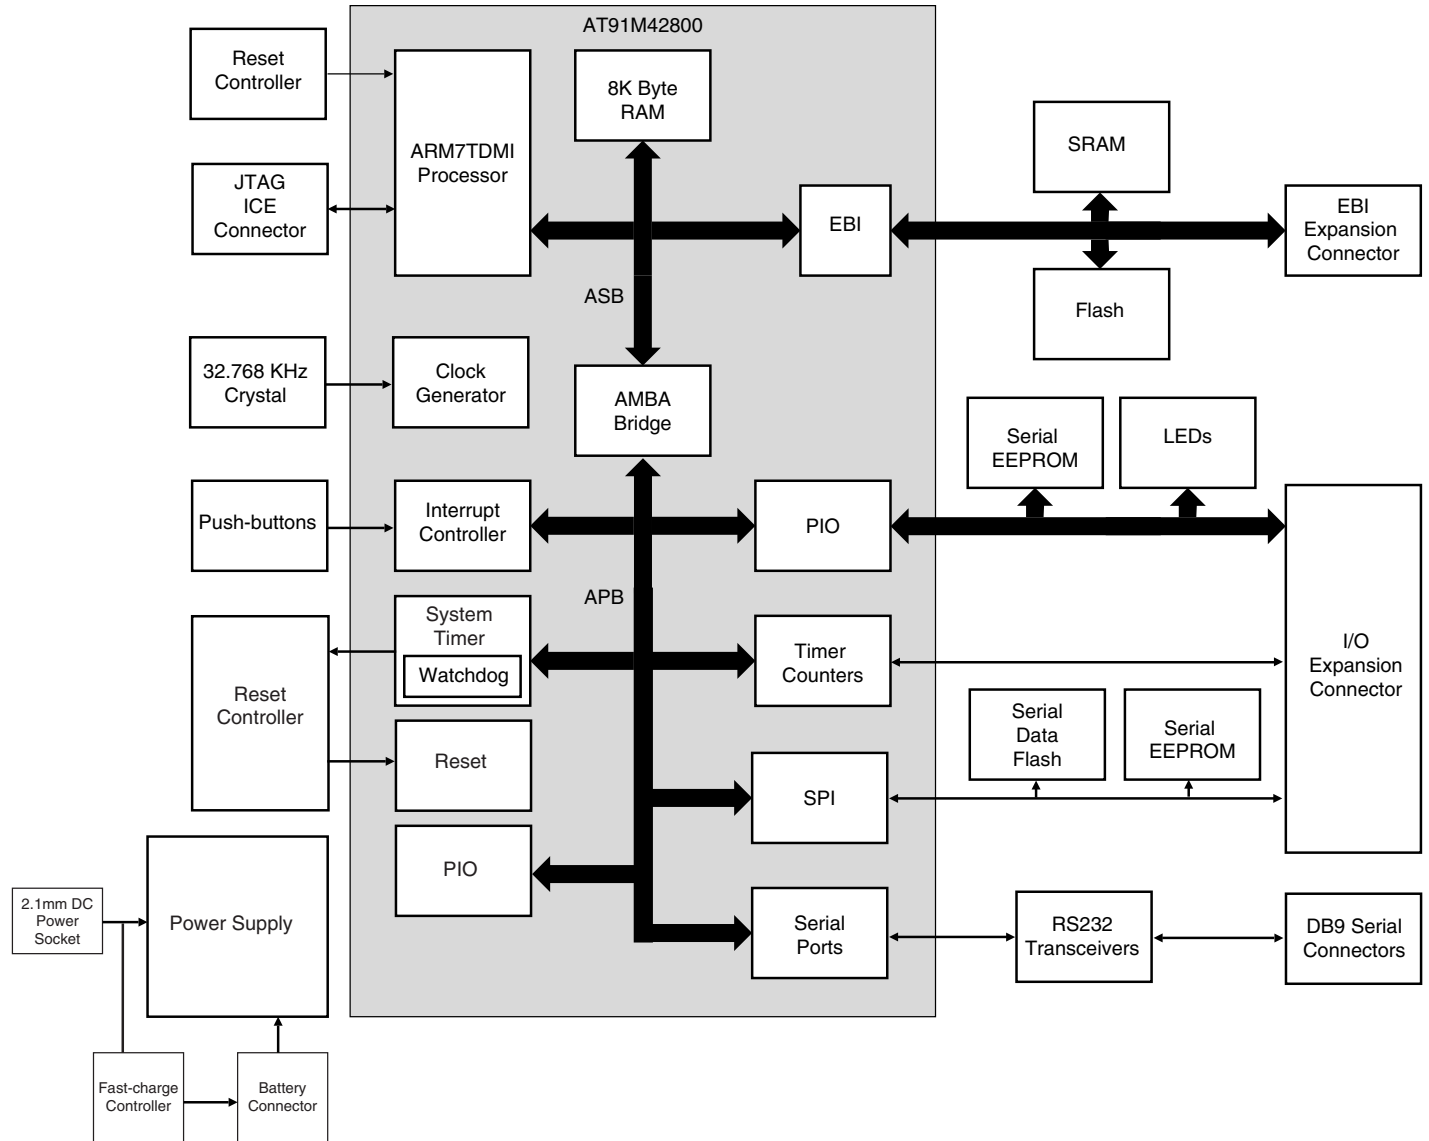 AT91M42800
Reset
Controller
8K Byte
RAM
ARM7TDMI
Processor
SRAM
JTAG
ICE
Connector
EBI
EBI
Expansion
Connector
ASB
Flash
32.768 KHz
Crystal
Clock
Generator
AMBA
Bridge
Serial
EEPROM
LEDs
Push-buttons
Interrupt
Controller
PIO
APB
System
Timer
Watchdog
Timer
Counters
I/O
Expansion
Connector
Reset
Controller
Reset
Serial
Data
Flash
Serial
EEPROM
SPI
PIO
2.1mm DC
Power
Socket
Power Supply
Serial
Ports
RS232
Transceivers
DB9 Serial
Connectors
Fast-charge
Controller
Battery
Connector